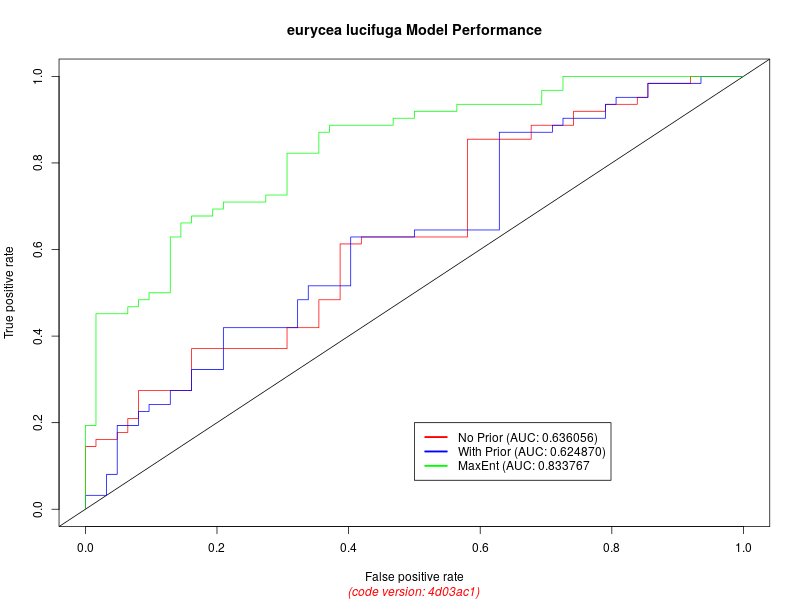 eurycea lucifuga Model Performance
True positive rate
1.0
0.8
0.6
0.4
0.2
0.0
No Prior (AUC: 0.636056)
With Prior (AUC: 0.624870)
MaxEnt (AUC: 0.833767
0.0 0.2 0.4 0.6 0.8 1.0
False positive rate
(code version: 4d03ac1)